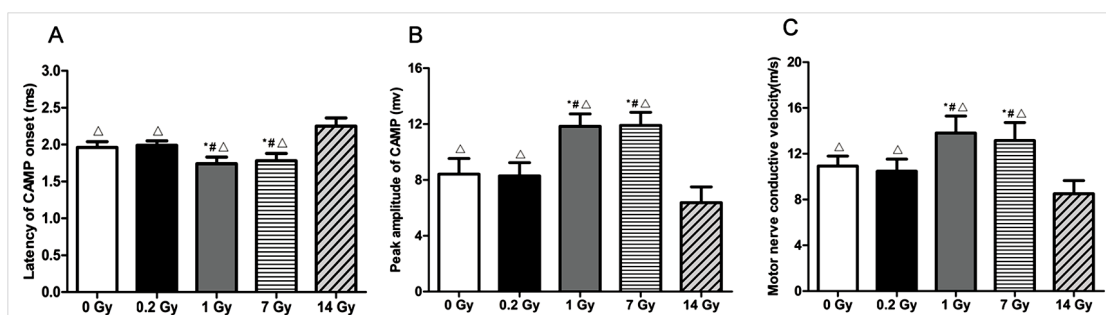 A
Latency of CAMP onset (ms)
3.0
2.5
2.0
1.5
1.0
0.5
0.0
△
△
*#△
*#△
0 Gy
0.2 Gy
1 Gy
7 Gy
14 Gy
B
Peak amplitude of CAMP (mv)
16
12
8
4
0
△
△
*#△
*#△
0 Gy
0.2 Gy
1 Gy
7 Gy
14 Gy
C
Motor nerve conductive velocity(m/s)
20
16
12
8
4
0
△
△
*#△
*#△
0 Gy
0.2 Gy
1 Gy
7 Gy
14 Gy